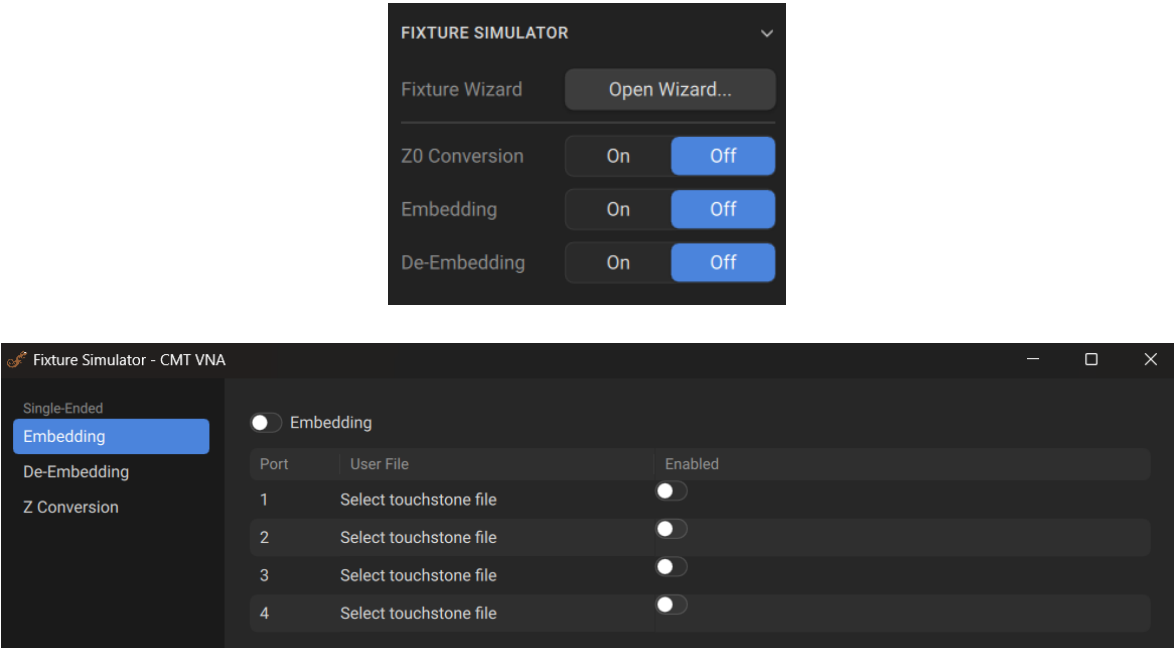 FIXTURE SIMULATOR
Fixture Wizard Open Wizard...
Z0 Conversion On Off
Embedding On Off
De-Embedding On Off
Fixture Simulator - CMT VNA
Single-Ended
Embedding
De-Embedding
Z Conversion
Embedding
Port User File Enabled
1 Select touchstone file
2 Select touchstone file
3 Select touchstone file
4 Select touchstone file